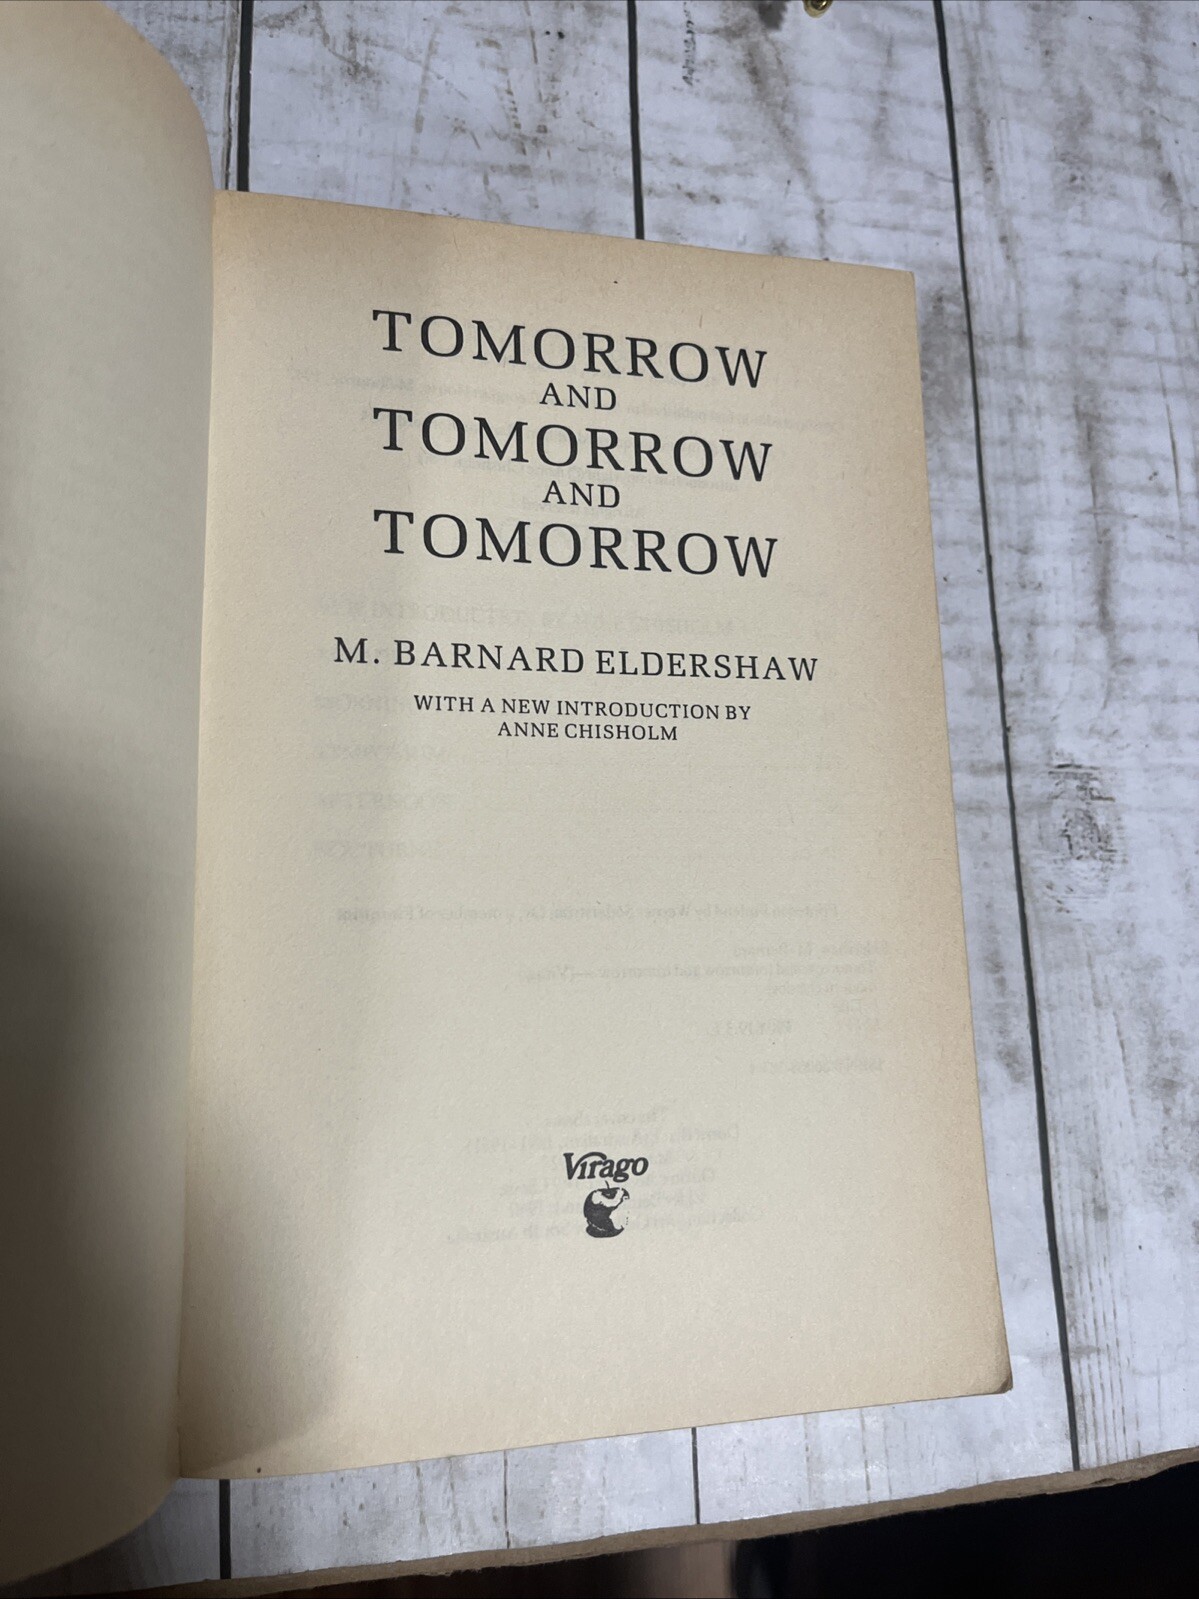 TOMORROW
AND
TOMORROW
AND
TOMORROW
M. BARNARD ELDERSHAW
WITH A NEW INTRODUCTION BY
ANNE CHISHOLM
Virago